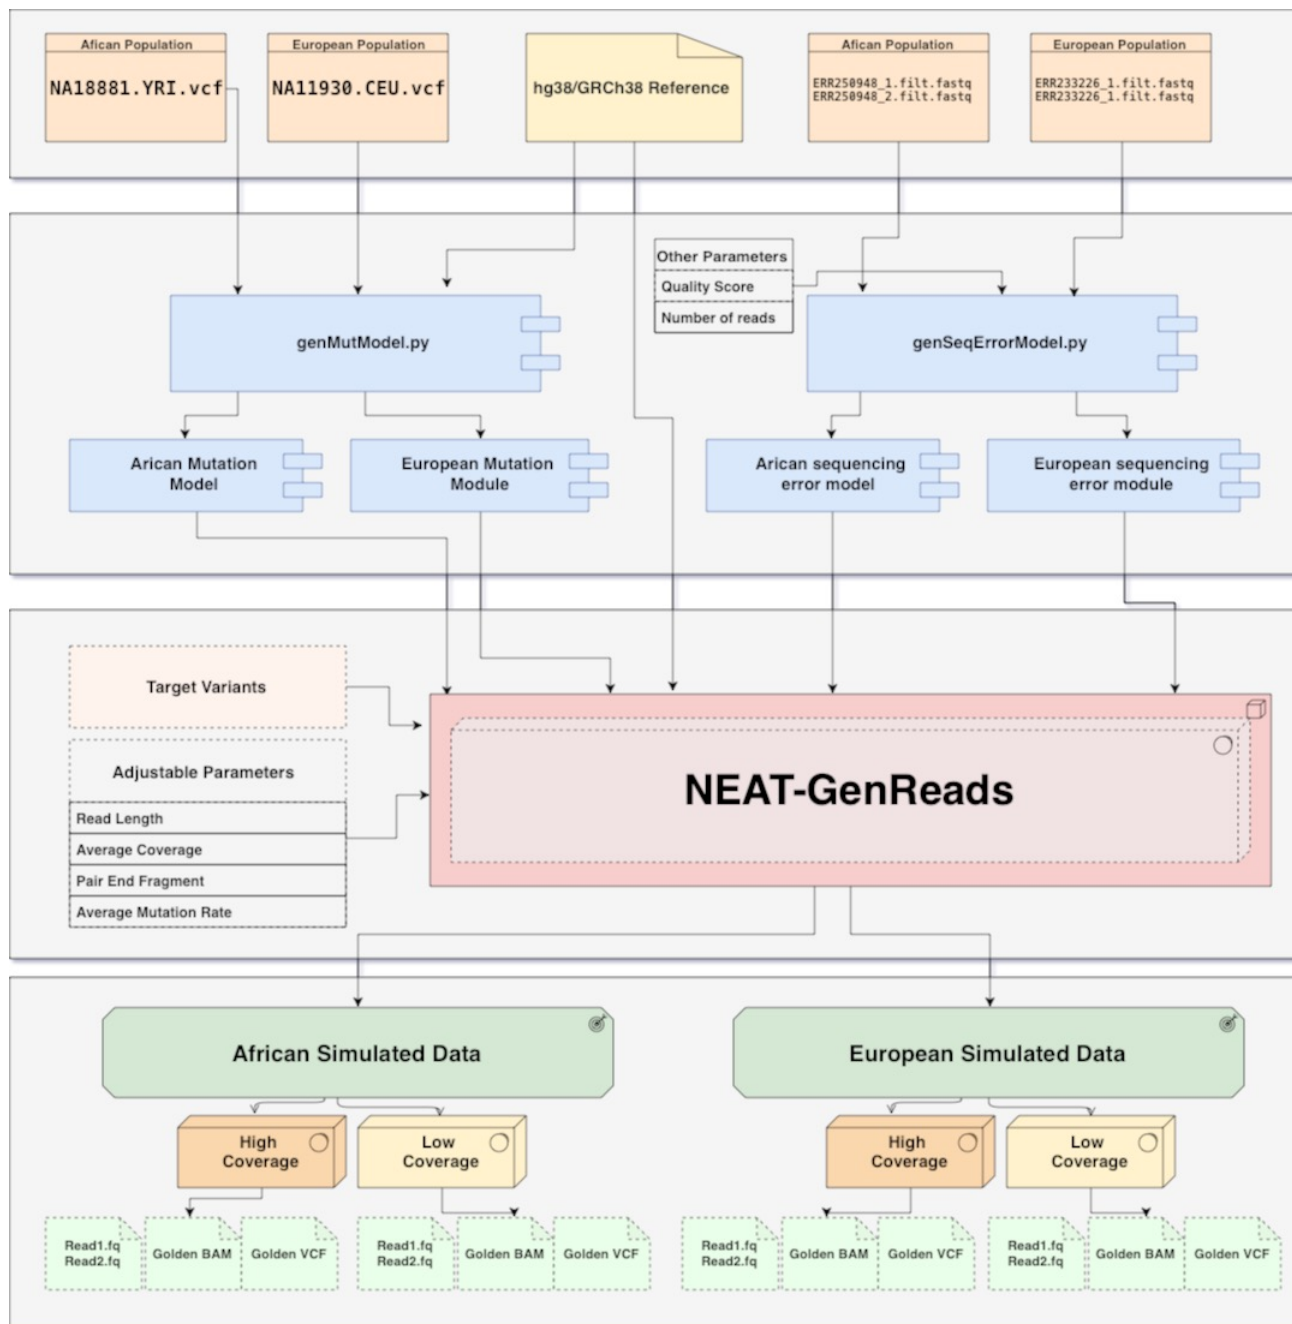 Afican Population
NA18881.YRI.vcf
European Population
NA11930.CEU.vcf
hg38/GRCh38 Reference
Afican Population
ERR250948_1.filt.fastq
ERR250948_2.filt.fastq
European Population
ERR233226_1.filt.fastq
ERR233226_1.filt.fastq
Other Parameters
Quality Score
Number of reads
genMutModel.py
genSeqErrorModel.py
Arican Mutation
Model
European Mutation
Module
Arican sequencing
error model
European sequencing
error module
Target Variants
Adjustable Parameters
Read Length
Average Coverage
Pair End Fragment
Average Mutation Rate
NEAT-GenReads
African Simulated Data
European Simulated Data
High
Coverage
Low
Coverage
High
Coverage
Low
Coverage
Read1.fq
Read2.fq
Golden BAM
Golden VCF
Read1.fq
Read2.fq
Golden BAM
Golden VCF
Read1.fq
Read2.fq
Golden BAM
Golden VCF
Read1.fq
Read2.fq
Golden BAM
Golden VCF